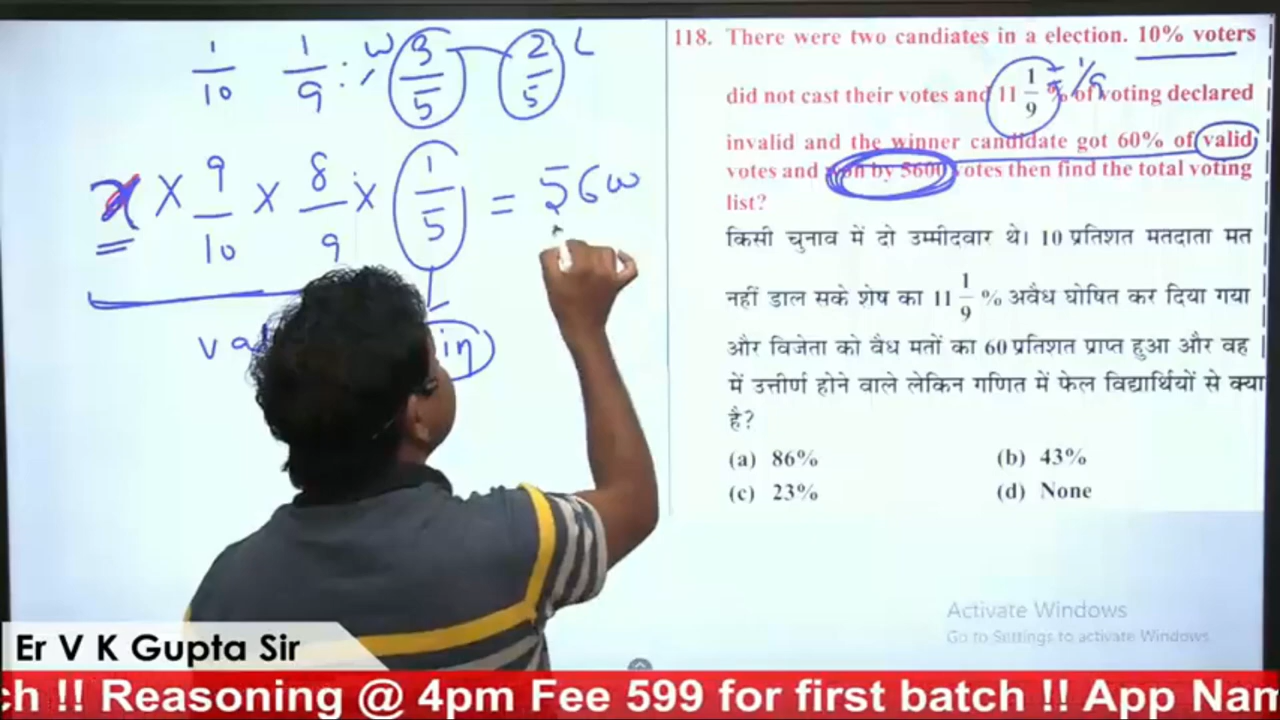 1/10 1/9 : W 3/5 2/5 L
x × 9/10 × 8/9 × 1/5 = 5600
118. There were two candiates in a election. 10% voters
did not cast their votes and 11 1/9 % of voting declared
= 1/9
invalid and the winner candidate got 60% of valid
votes and won by 5600 votes then find the total voting
list?
किसी चुनाव में दो उम्मीदवार थे। 10 प्रतिशत मतदाता मत
नहीं डाल सके शेष का 11 1/9 % अवैध घोषित कर दिया गया
और विजेता को वैध मतों का 60 प्रतिशत प्राप्त हुआ और वह
में उत्तीर्ण होने वाले लेकिन गणित में फेल विद्यार्थियों से क्या
है?
(a) 86% (b) 43%
(c) 23% (d) None
Activate Windows
Go to Settings to activate Windows.
Er V K Gupta Sir
ch !! Reasoning @ 4pm Fee 599 for first batch !! App Nam